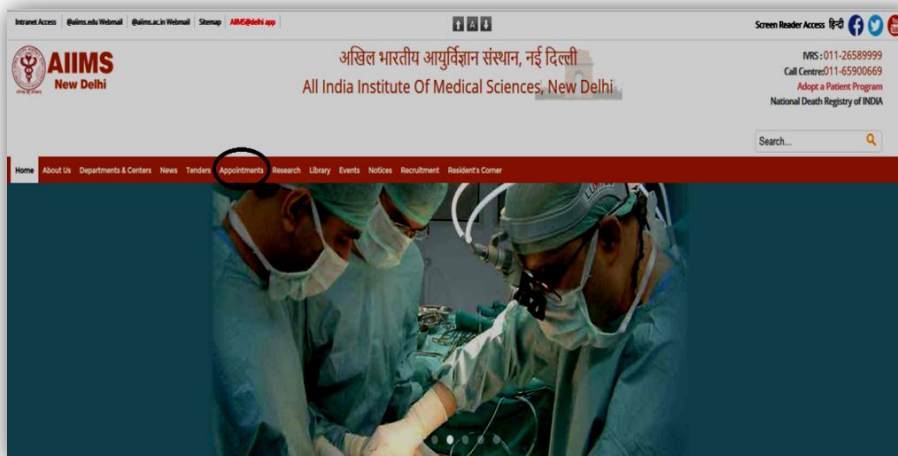 Intranet Access @aiims.edu Webmail @aiims.ac.in Webmail Sitemap AIIMS@delhi app
A
Screen Reader Access हिन्दी
AIIMS
New Delhi
अखिल भारतीय आयुर्विज्ञान संस्थान, नई दिल्ली
All India Institute Of Medical Sciences, New Delhi
IVRS : 011-26589999
Call Centre:011-65900669
Adopt a Patient Program
National Death Registry of INDIA
Search...
Home About Us Departments & Centers News Tenders Appointments Research Library Events Notices Recruitment Resident's Corner